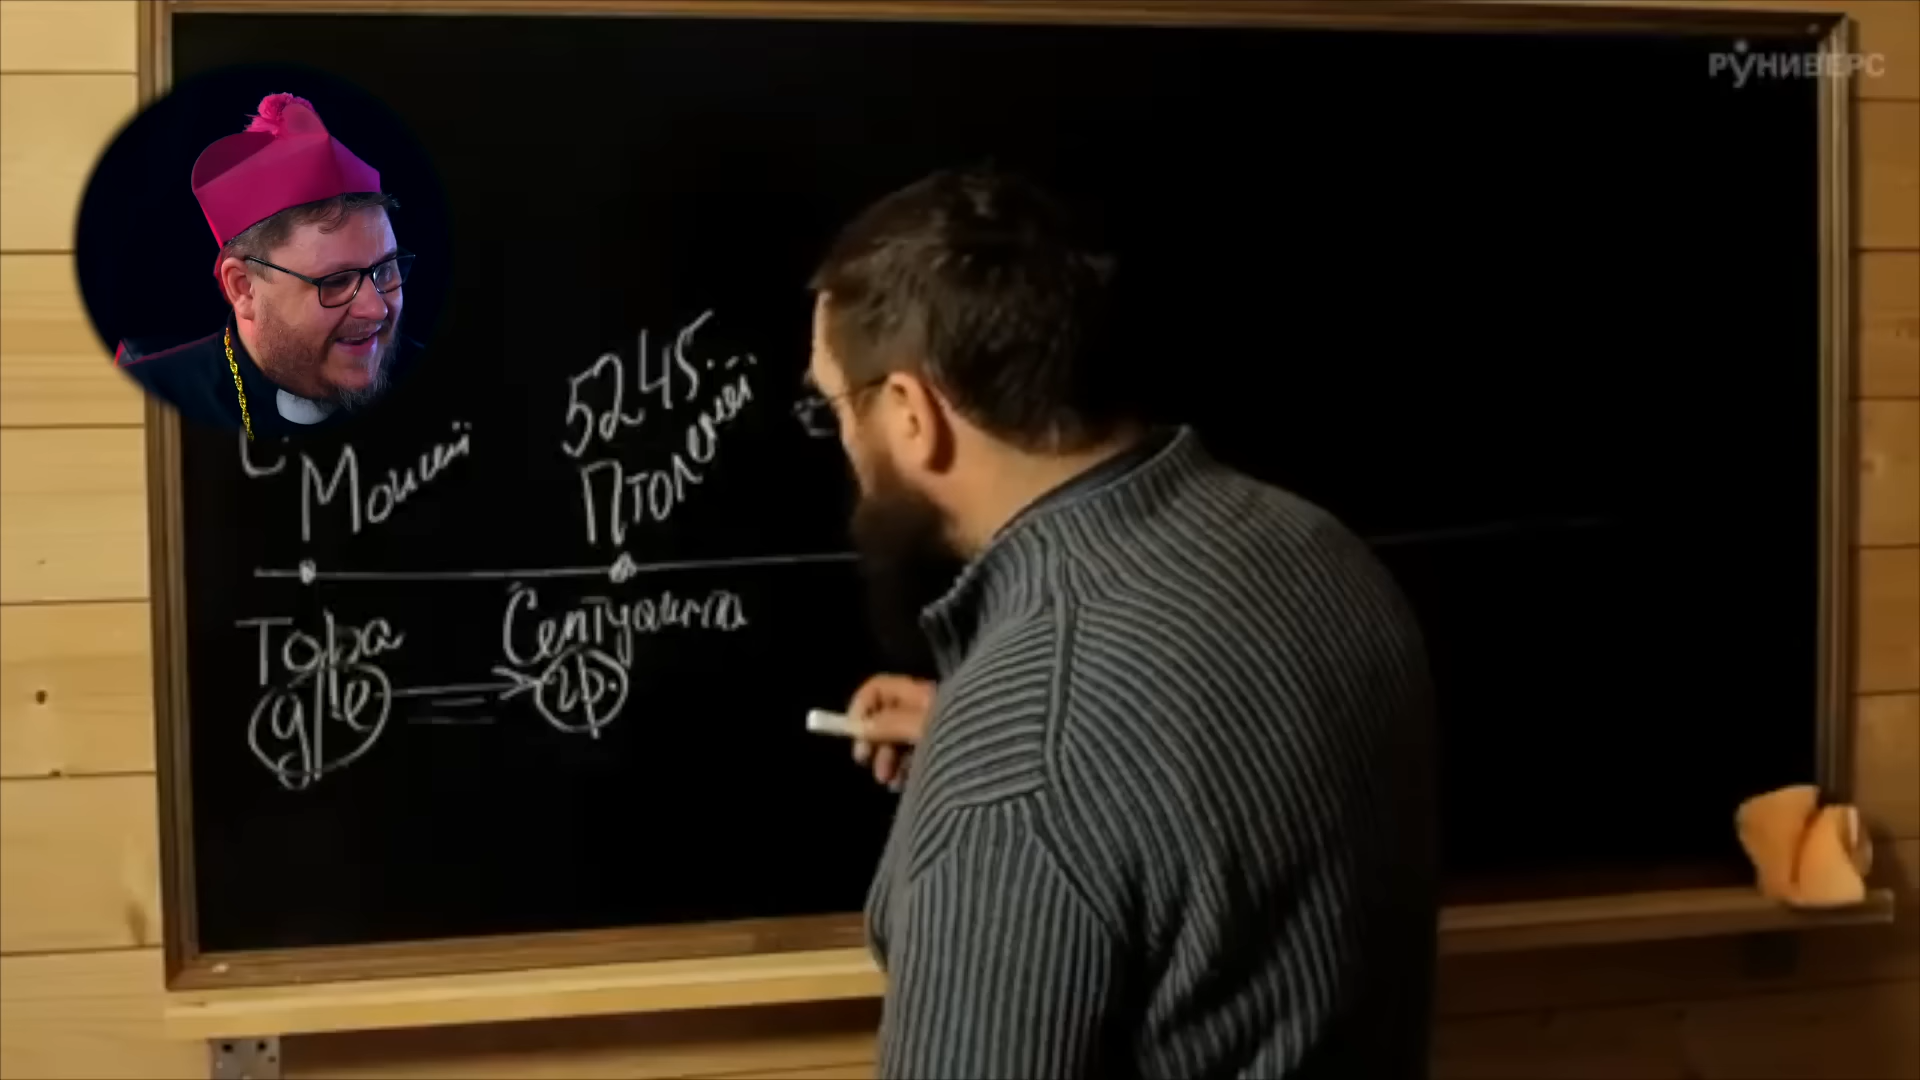 РУНИВЕРС
5245.
Моисей
Птолемей
Тора
Септуагинта
д/е
гр.